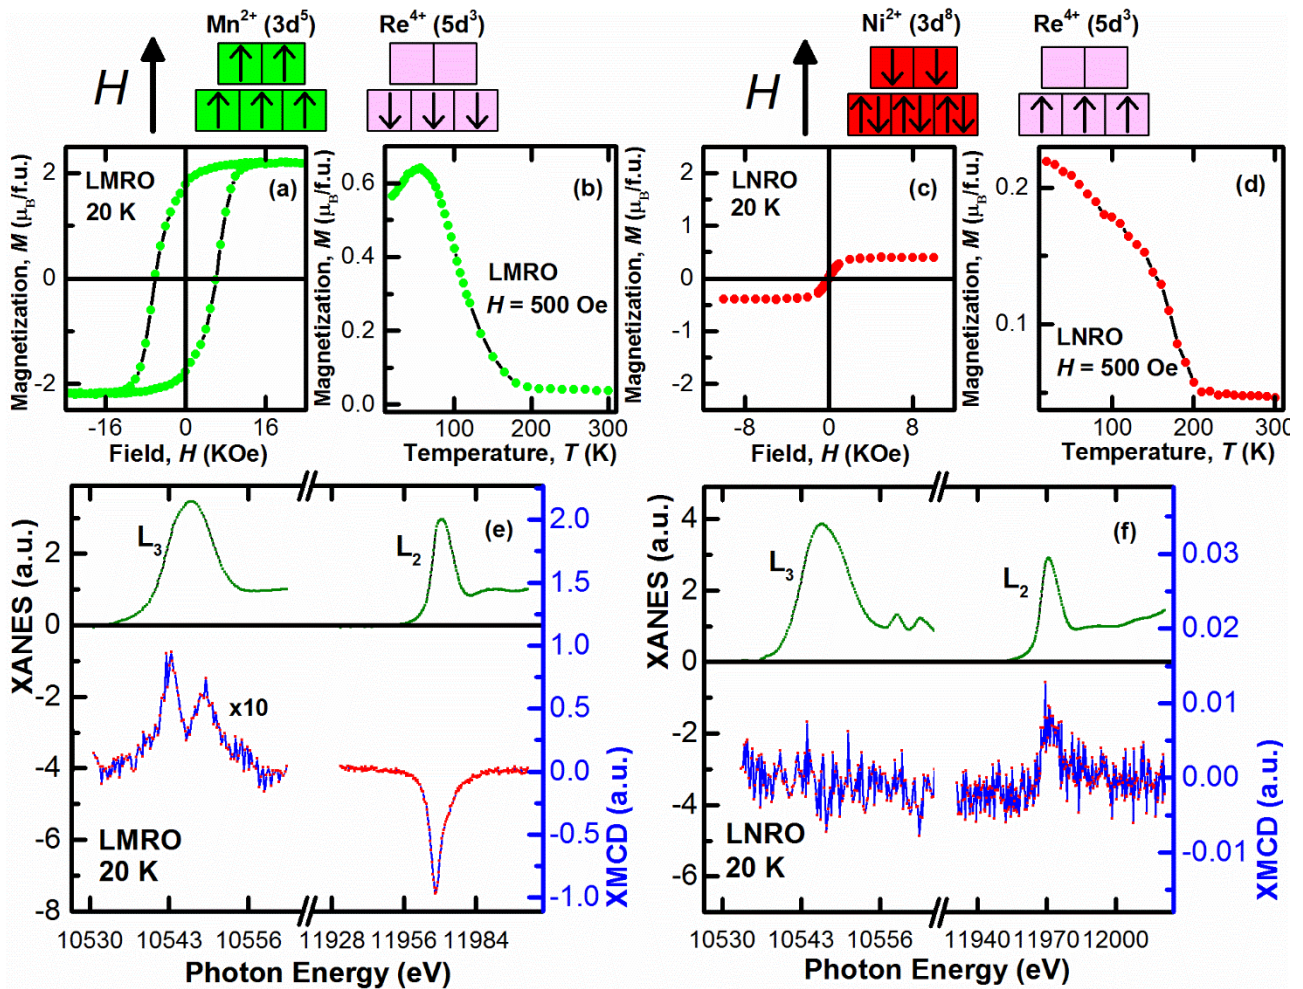 Mn²⁺ (3d⁵) Re⁴⁺ (5d³) Ni²⁺ (3d⁸) Re⁴⁺ (5d³)
H H
Magnetization, M (μB/f.u.)
2
0
-2
LMRO
20 K
(a)
-16 0 16
Field, H (KOe)
Magnetization, M (μB/f.u.)
0.6
0.4
0.2
0.0
(b)
LMRO
H = 500 Oe
100 200 300
Temperature, T (K)
Magnetization, M (μB/f.u.)
2
1
0
-1
-2
(c)
LNRO
20 K
-8 0 8
Field, H (KOe)
Magnetization, M (μB/f.u.)
0.2
0.1
(d)
LNRO
H = 500 Oe
100 200 300
Temperature, T (K)
XANES (a.u.)
2
0
-2
-4
-6
-8
L₃
L₂
(e)
x10
LMRO
20 K
2.0
1.5
1.0
0.5
0.0
-0.5
-1.0
XMCD (a.u.)
10530 10543 10556 11928 11956 11984
Photon Energy (eV)
XANES (a.u.)
4
2
0
-2
-4
-6
L₃
L₂
(f)
LNRO
20 K
0.03
0.02
0.01
0.00
-0.01
XMCD (a.u.)
10530 10543 10556 11940 11970 12000
Photon Energy (eV)